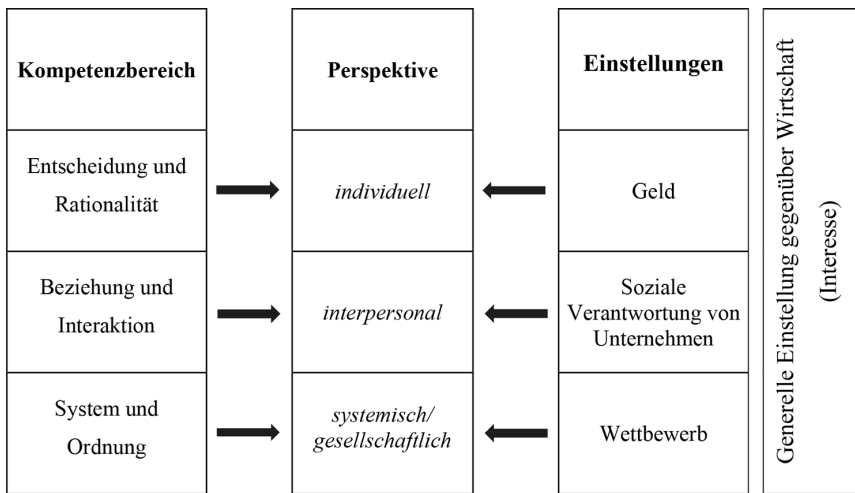 Kompetenzbereich
Perspektive
Einstellungen
Entscheidung und
Rationalität
individuell
Geld
Beziehung und
Interaktion
interpersonal
Soziale
Verantwortung von
Unternehmen
System und
Ordnung
systemisch/
gesellschaftlich
Wettbewerb
Generelle Einstellung gegenüber Wirtschaft
(Interesse)